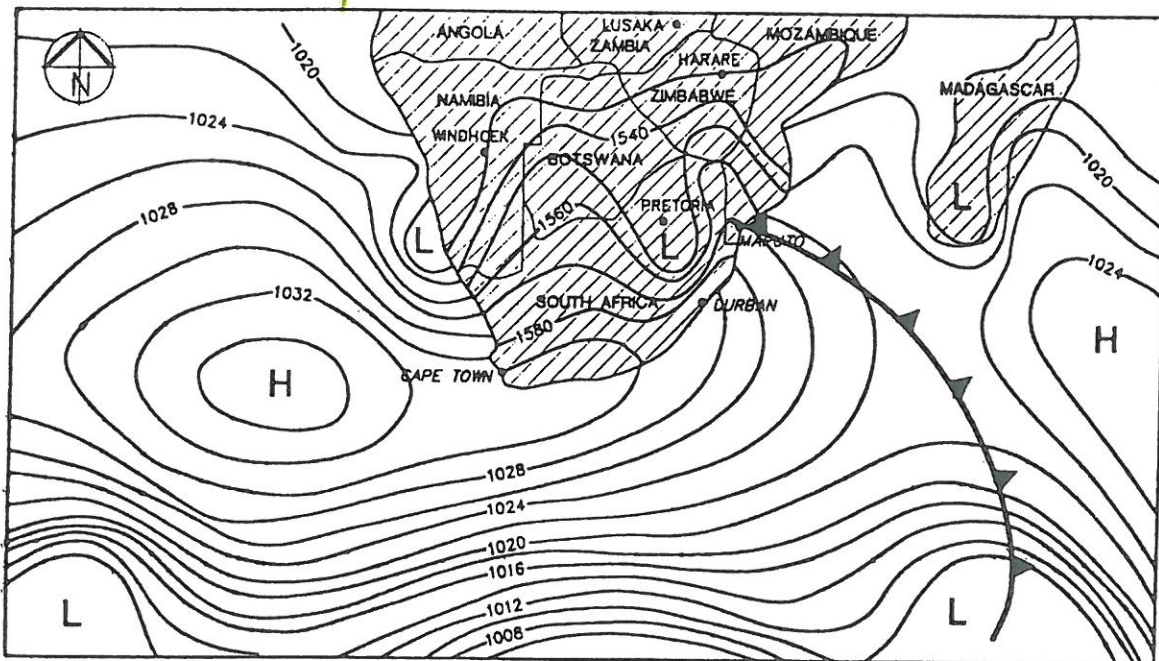 ANGOLA
LUSAKA
ZAMBIA
MOZAMBIQUE
HARARE
ZIMBABWE
MADAGASCAR
N
1020
NAMIBIA
WINDHOEK
1024
1540
BOTSWANA
1020
1028
1560
PRETORIA
L
L
L
MAPUTO
1024
1032
SOUTH AFRICA
DURBAN
1580
H
CAPE TOWN
H
1028
1024
1020
1016
1012
1008
L
L